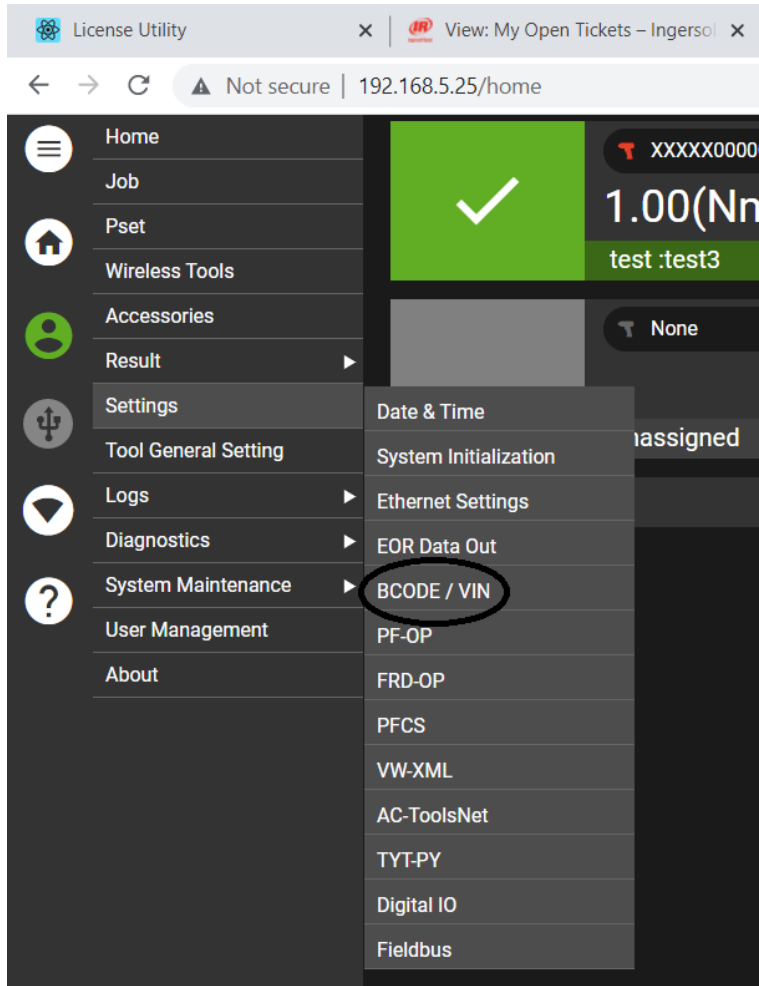 License Utility
View: My Open Tickets – Ingersol
Not secure | 192.168.5.25/home
Home
Job
Pset
Wireless Tools
Accessories
Result
Settings
Tool General Setting
Logs
Diagnostics
System Maintenance
User Management
About
Date & Time
System Initialization
Ethernet Settings
EOR Data Out
BCODE / VIN
PF-OP
FRD-OP
PFCS
VW-XML
AC-ToolsNet
TYT-PY
Digital IO
Fieldbus
XXXXX0000
1.00(Nm
test :test3
None
nassigned